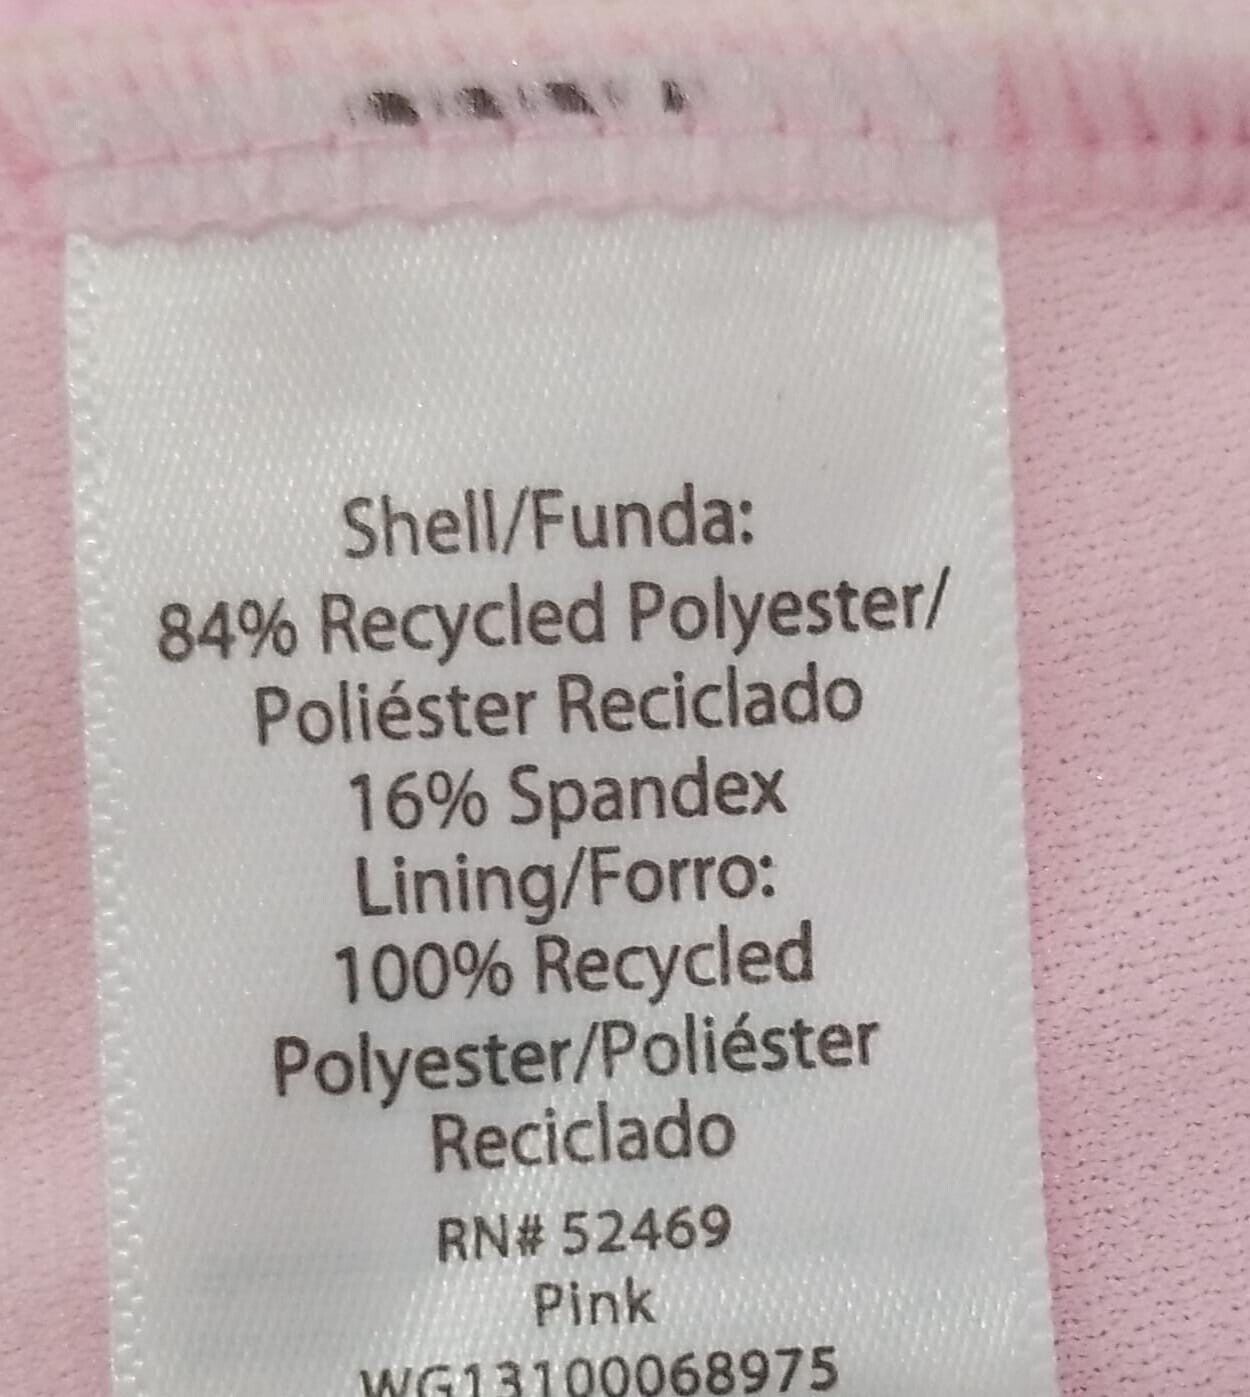 Shell/Funda:
84% Recycled Polyester/
Poliéster Reciclado
16% Spandex
Lining/Forro:
100% Recycled
Polyester/Poliéster
Reciclado
RN# 52469
Pink
WG13100068975